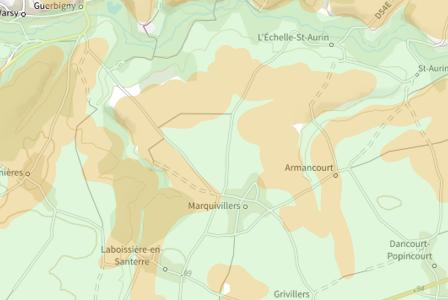 Guerbigny
D54E
L'Échelle-St-Aurin
St-Aurin
Armancourt
Marquivillers
Laboissière-en-
Santerre
Dancourt-
Popincourt
Grivillers